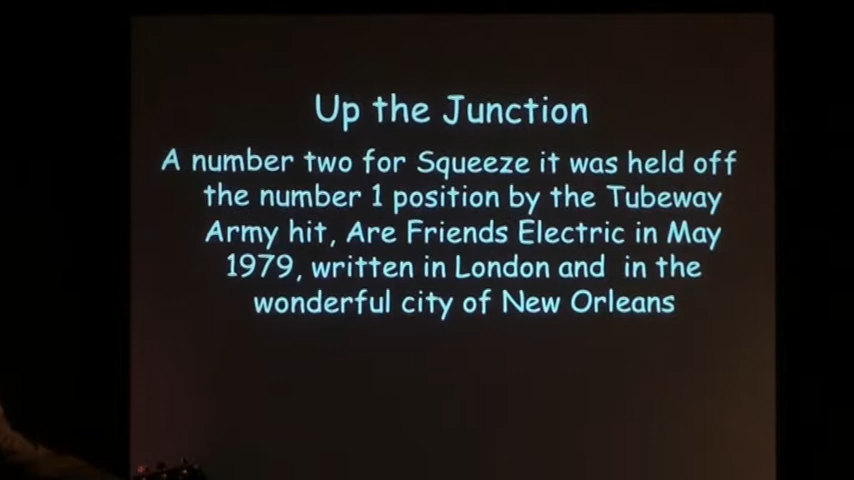 Up the Junction
A number two for Squeeze it was held off
the number 1 position by the Tubeway
Army hit, Are Friends Electric in May
1979, written in London and in the
wonderful city of New Orleans